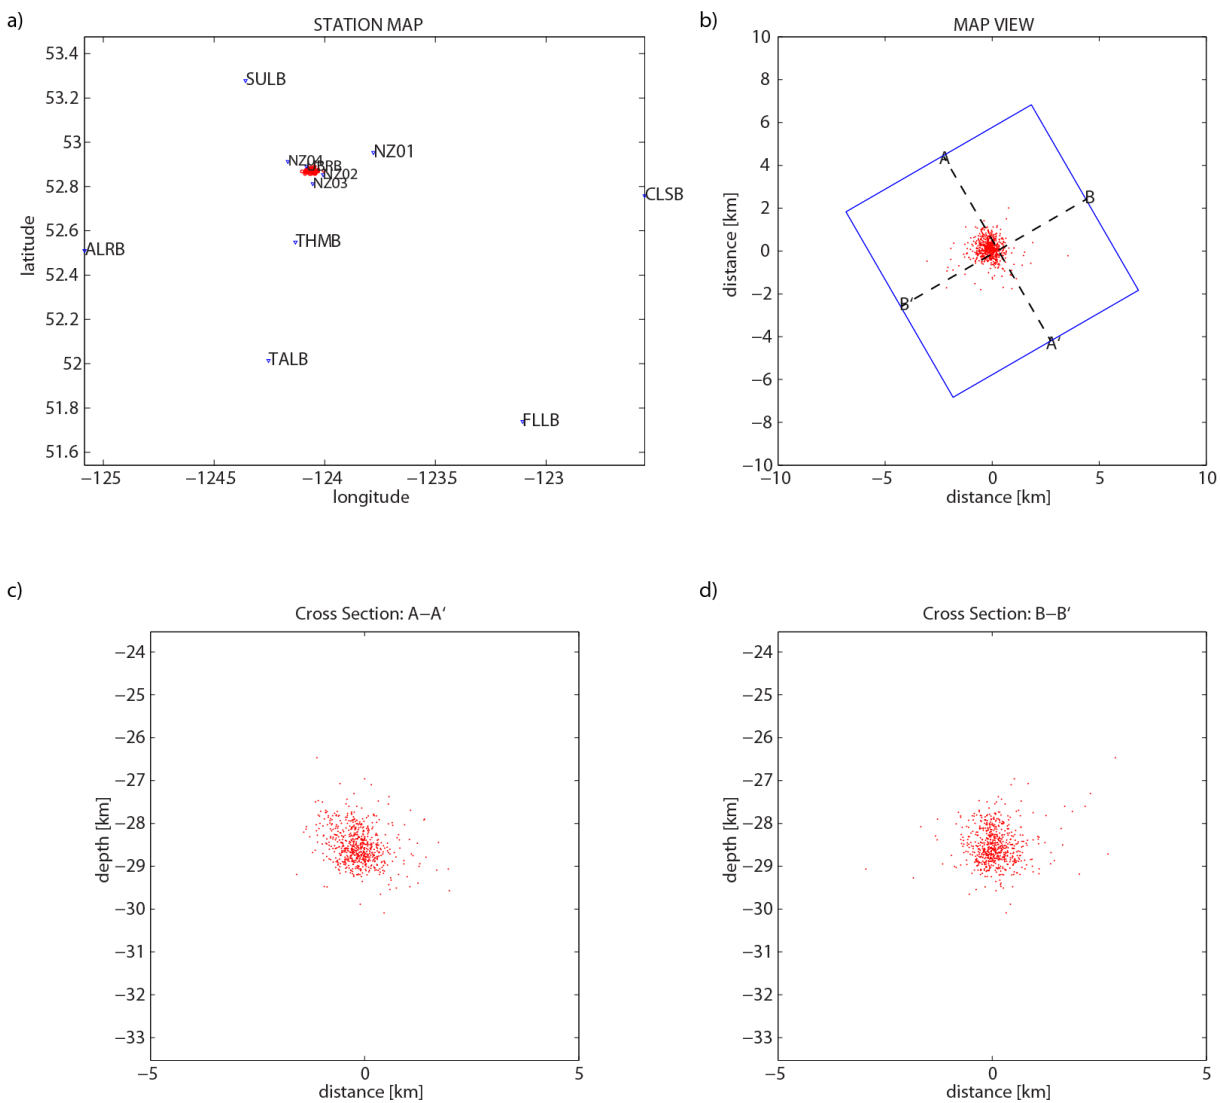 a)
STATION MAP
53.4
53.2
53
52.8
52.6
52.4
52.2
52
51.8
51.6
latitude
SULB
NZ01
NZ04
MBRB
NZ02
NZ03
CLSB
THMB
ALRB
TALB
FLLB
−125
−1245
−124
−1235
−123
longitude
b)
MAP VIEW
10
8
6
4
2
0
−2
−4
−6
−8
−10
distance [km]
A
B
B‘
A‘
−10
−5
0
5
10
distance [km]
c)
Cross Section: A−A‘
−24
−25
−26
−27
−28
−29
−30
−31
−32
−33
depth [km]
−5
0
5
distance [km]
d)
Cross Section: B−B‘
−24
−25
−26
−27
−28
−29
−30
−31
−32
−33
depth [km]
−5
0
5
distance [km]